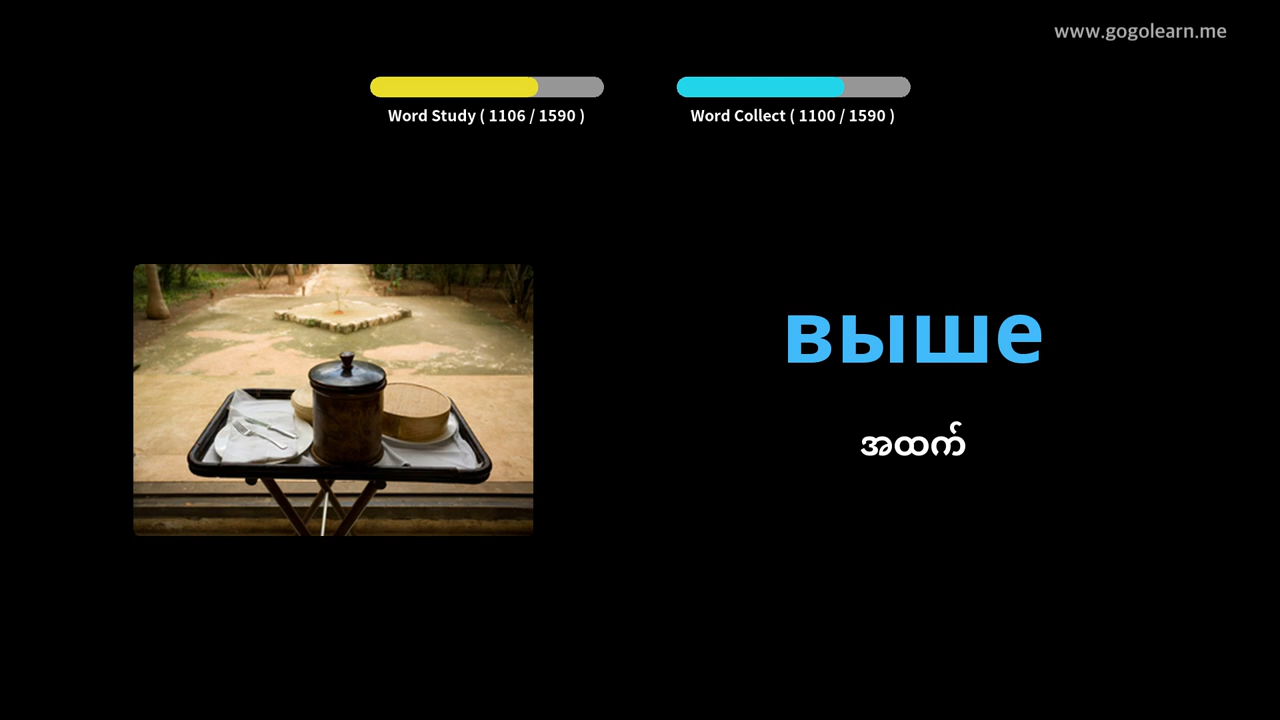 www.gogolearn.me
Word Study ( 1106 / 1590 )
Word Collect ( 1100 / 1590 )
выше
အထက်